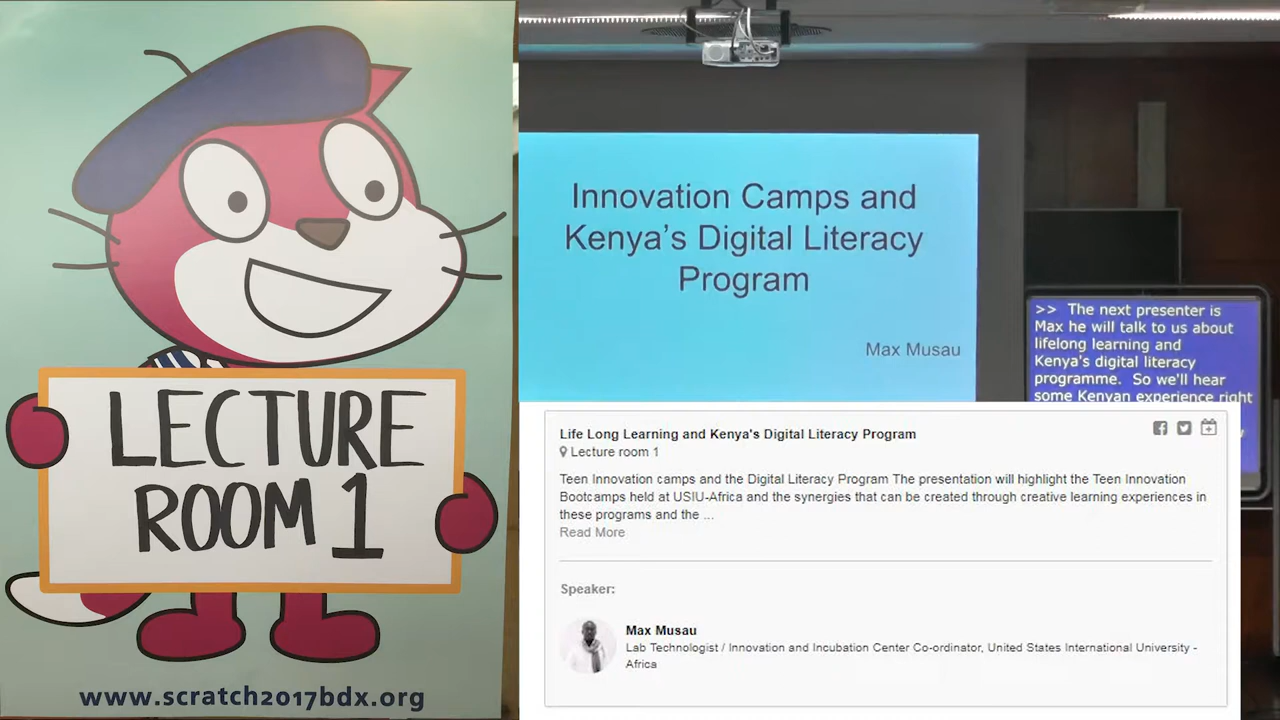 LECTURE
ROOM 1
www.scratch2017bdx.org
Innovation Camps and
Kenya's Digital Literacy
Program
Max Musau
>> The next presenter is
Max he will talk to us about
lifelong learning and
Kenya's digital literacy
programme. So we'll hear
some Kenyan experience right
Life Long Learning and Kenya's Digital Literacy Program
Lecture room 1
Teen Innovation camps and the Digital Literacy Program The presentation will highlight the Teen Innovation
Bootcamps held at USIU-Africa and the synergies that can be created through creative learning experiences in
these programs and the ...
Read More
Speaker:
Max Musau
Lab Technologist / Innovation and Incubation Center Co-ordinator, United States International University -
Africa